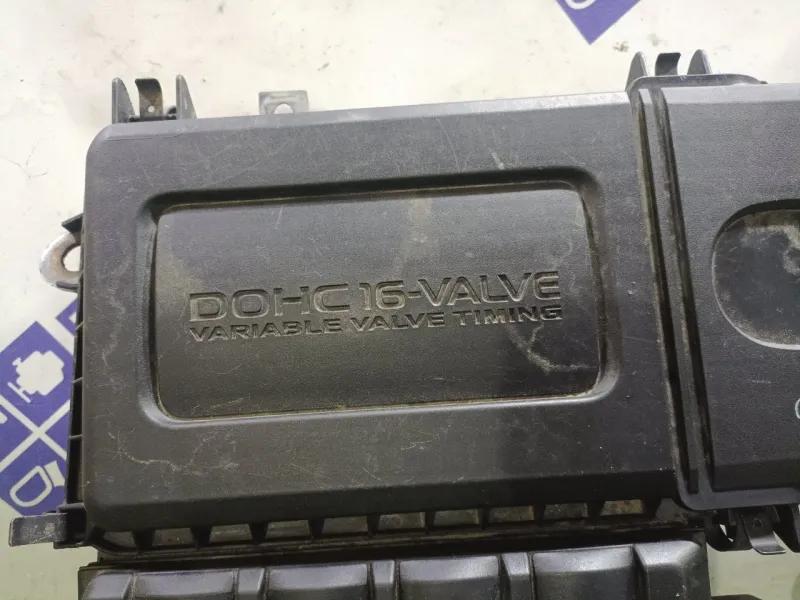 DOHC 16-VALVE
VARIABLE VALVE TIMING